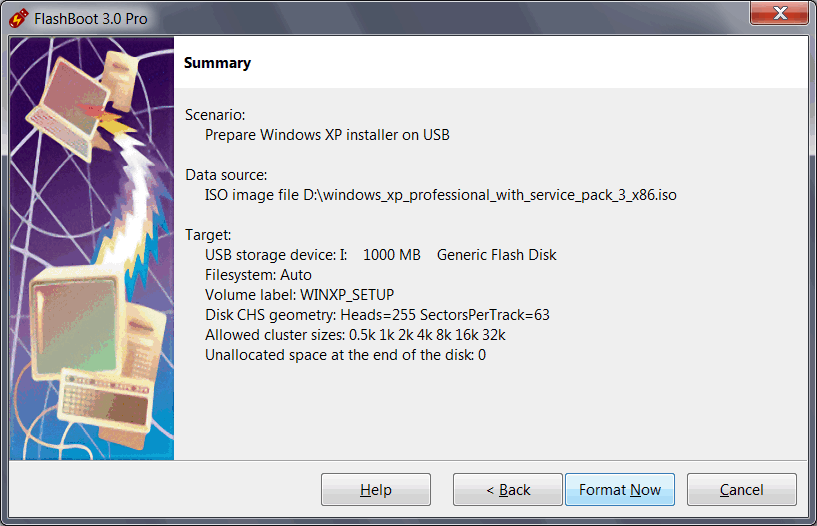 FlashBoot 3.0 Pro
Summary
Scenario:
Prepare Windows XP installer on USB
Data source:
ISO image file D:\windows_xp_professional_with_service_pack_3_x86.iso
Target:
USB storage device: I: 1000 MB Generic Flash Disk
Filesystem: Auto
Volume label: WINXP_SETUP
Disk CHS geometry: Heads=255 SectorsPerTrack=63
Allowed cluster sizes: 0.5k 1k 2k 4k 8k 16k 32k
Unallocated space at the end of the disk: 0
Help < Back Format Now Cancel